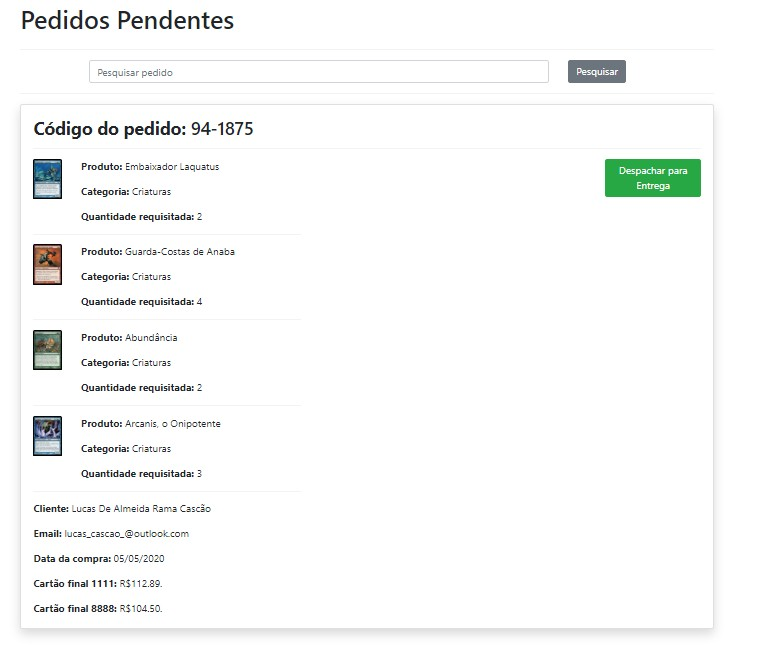 Pedidos Pendentes
Pesquisar pedido
Pesquisar
Código do pedido: 94-1875
Produto: Embaixador Laquatus
Categoria: Criaturas
Quantidade requisitada: 2
Despachar para
Entrega
Produto: Guarda-Costas de Anaba
Categoria: Criaturas
Quantidade requisitada: 4
Produto: Abundância
Categoria: Criaturas
Quantidade requisitada: 2
Produto: Arcanis, o Onipotente
Categoria: Criaturas
Quantidade requisitada: 3
Cliente: Lucas De Almeida Rama Cascão
Email: lucas_cascao_@outlook.com
Data da compra: 05/05/2020
Cartão final 1111: R$112.89.
Cartão final 8888: R$104.50.